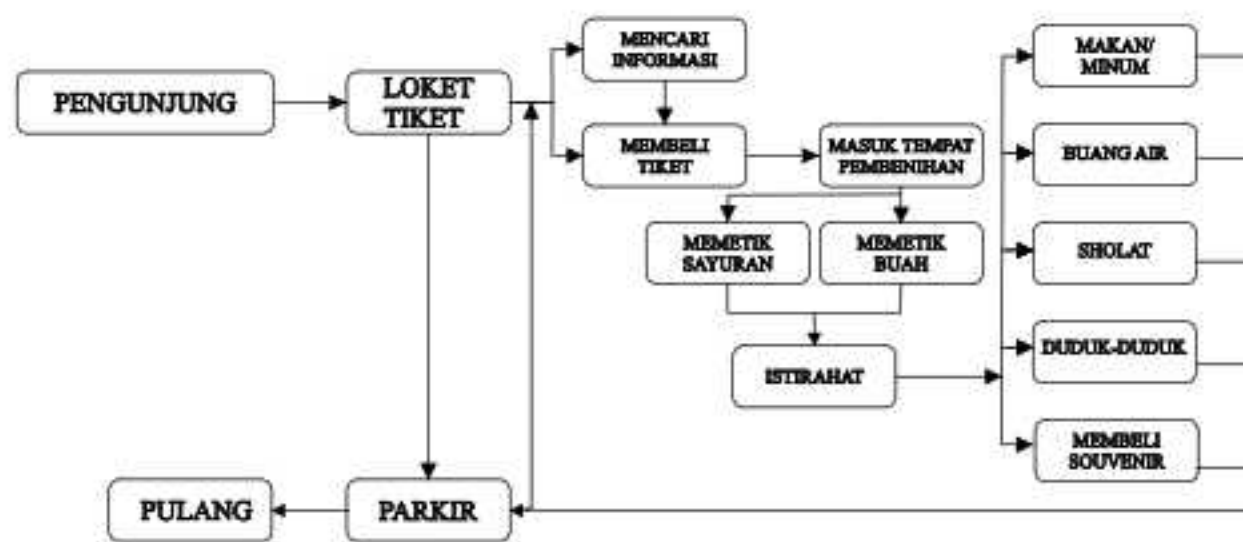 PENGUNJUNG
LOKET
TIKET
MENCARI
INFORMASI
MEMBELI
TIKET
MASUK TEMPAT
PEMBENIHAN
MEMETIK
SAYURAN
MEMETIK
BUAH
ISTIRAHAT
MAKAN/
MINUM
BUANG AIR
SHOLAT
DUDUK-DUDUK
MEMBELI
SOUVENIR
PARKIR
PULANG